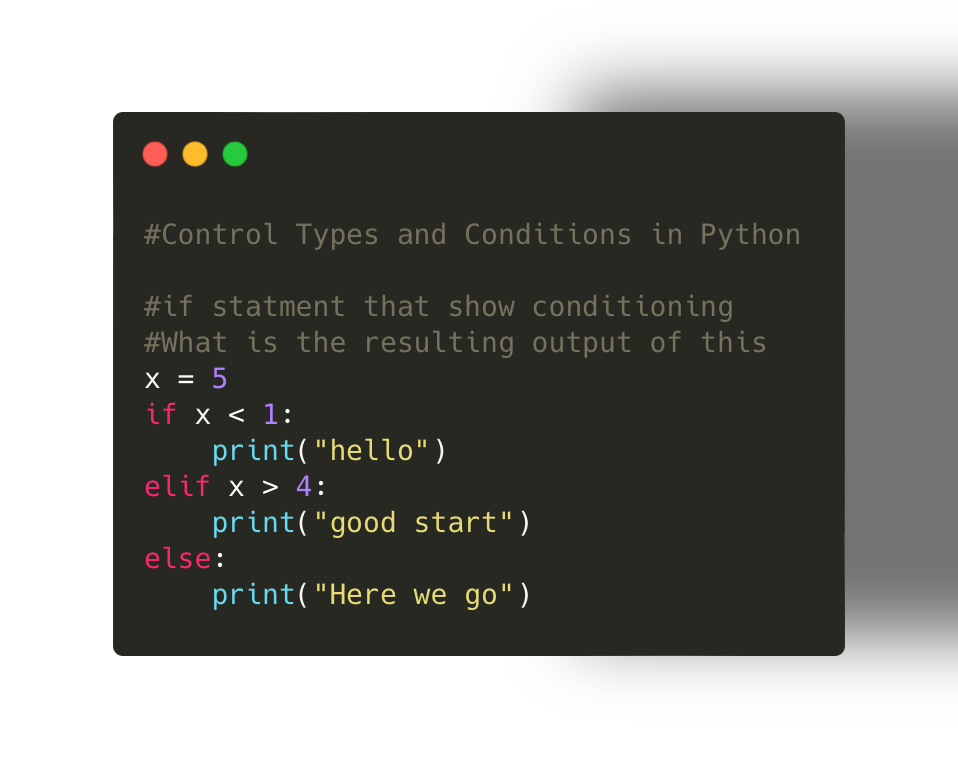 #Control Types and Conditions in Python
#if statment that show conditioning
#What is the resulting output of this
x = 5
if x < 1:
    print("hello")
elif x > 4:
    print("good start")
else:
    print("Here we go")